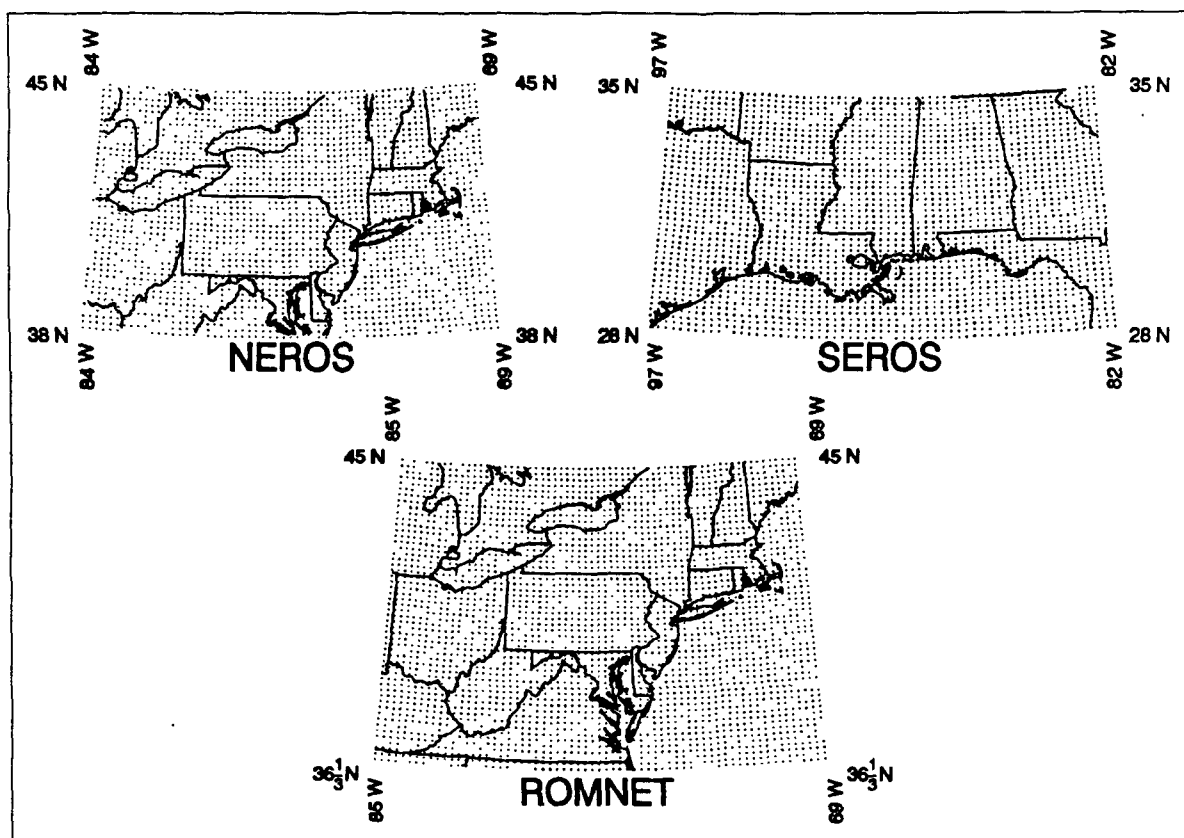 84 W
69 W
45 N
45 N
38 N
38 N
84 W
69 W
NEROS
97 W
82 W
35 N
35 N
28 N
28 N
97 W
82 W
SEROS
85 W
69 W
45 N
45 N
36⅓N
36⅓N
85 W
69 W
ROMNET